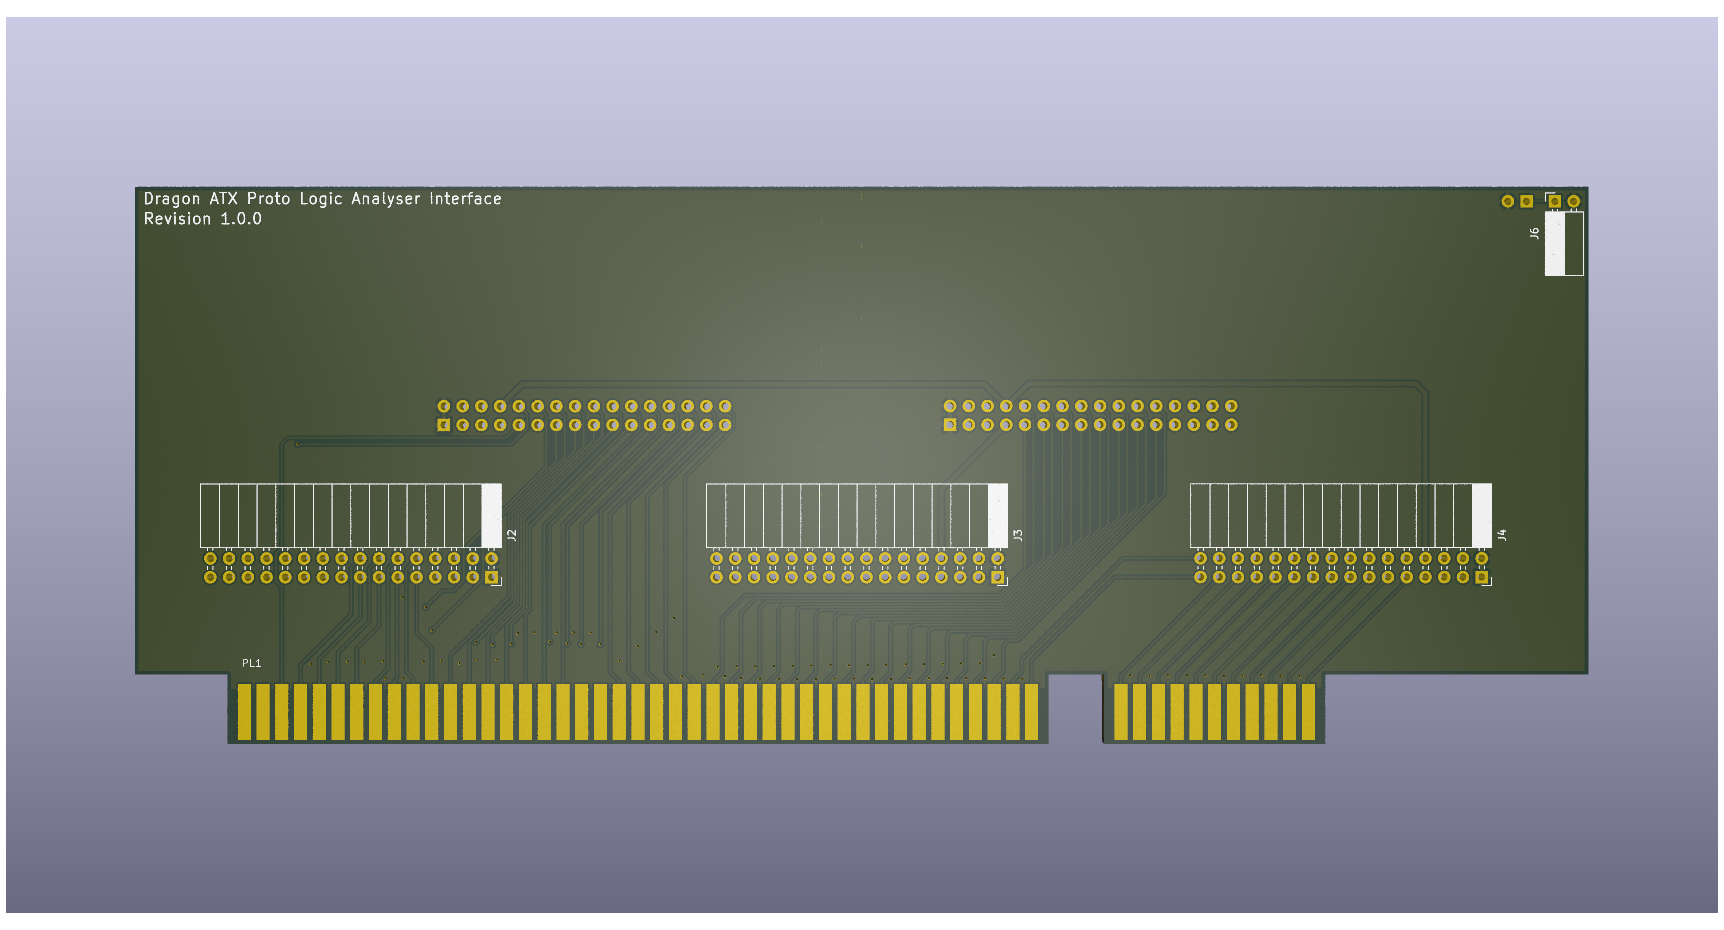 Dragon ATX Proto Logic Analyser Interface
Revision 1.0.0
J6
J2
J3
J4
PL1